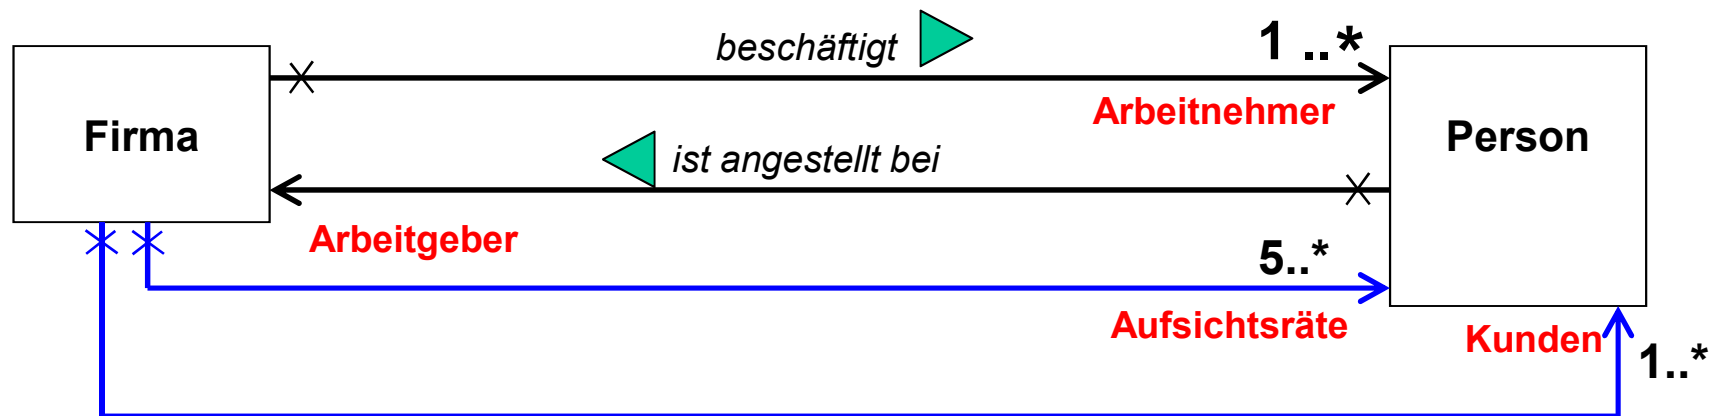 beschäftigt
1 ..*
Arbeitnehmer
Firma
Person
ist angestellt bei
Arbeitgeber
5..*
Aufsichtsräte
Kunden
1..*